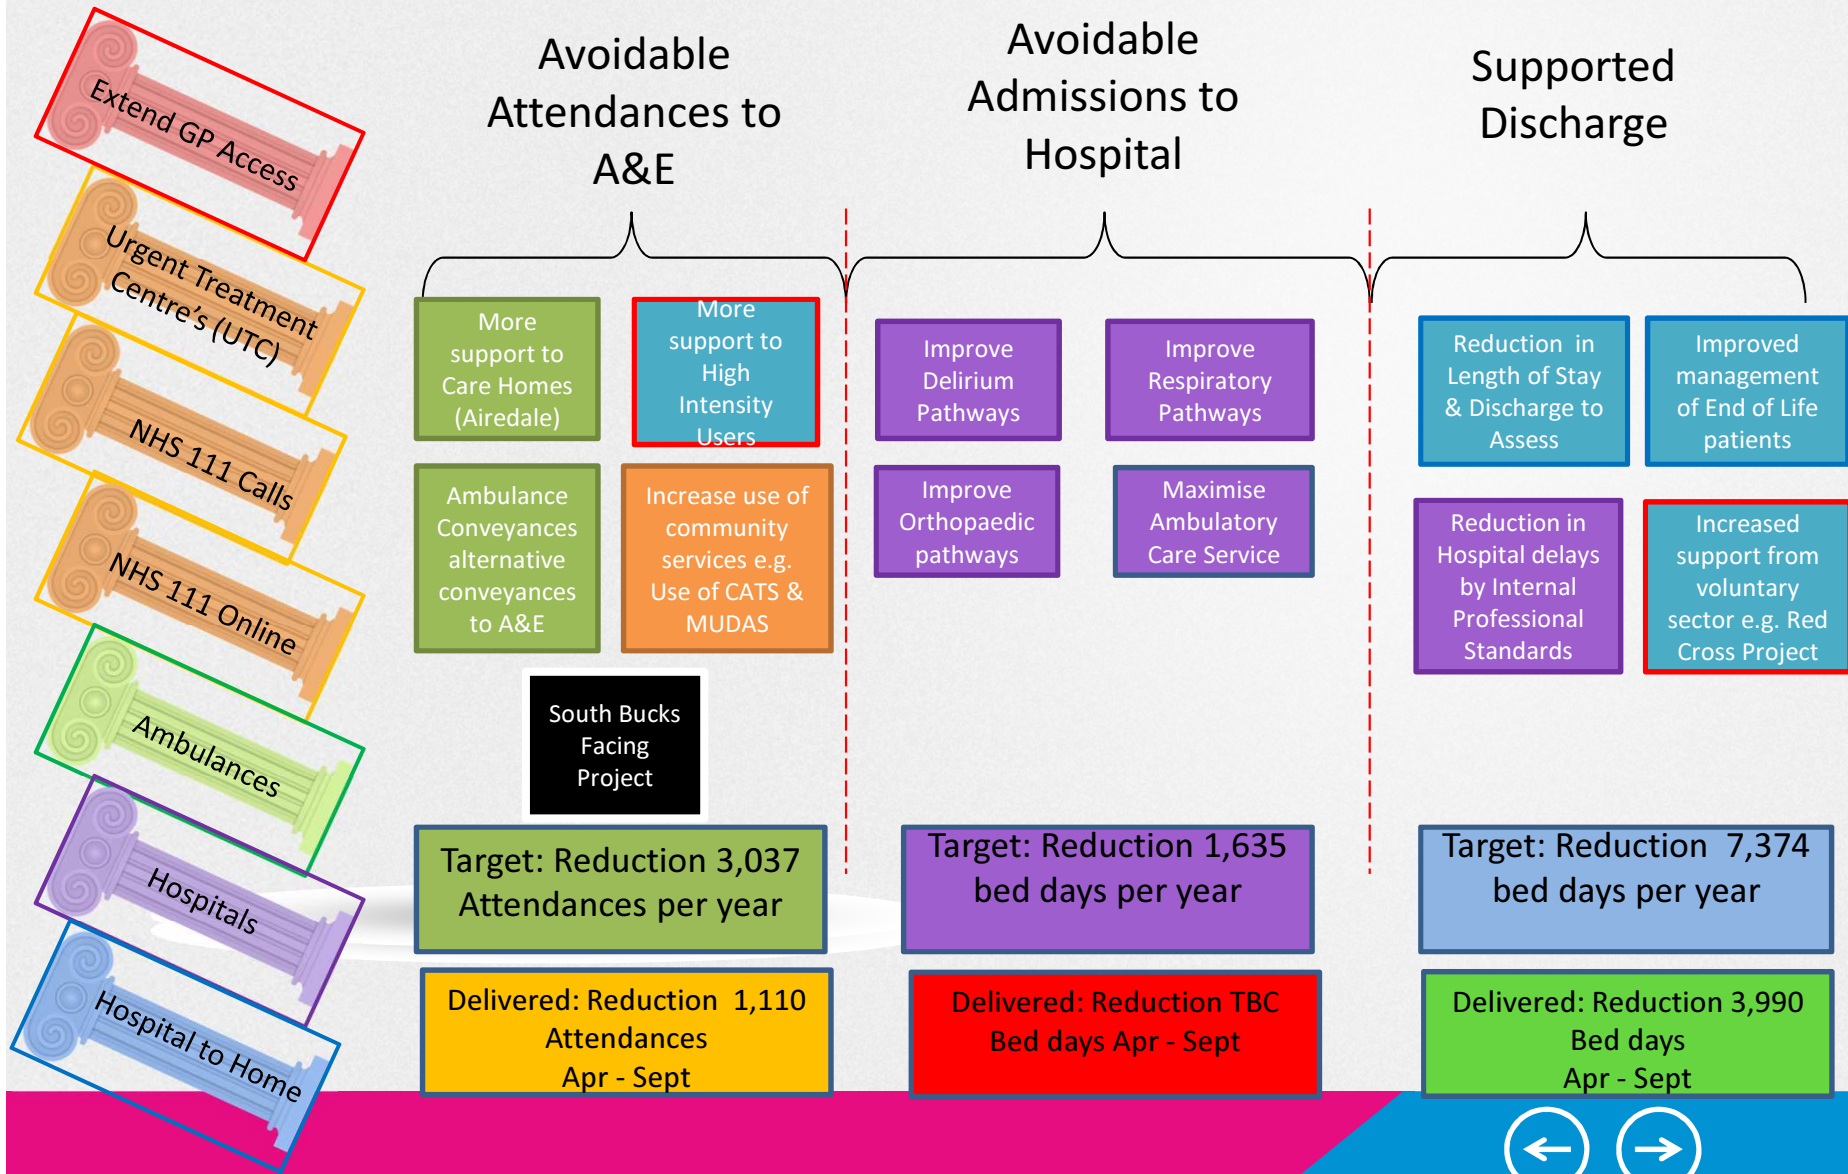 Extend GP Access
Urgent Treatment
Centre's (UTC)
NHS 111 Calls
NHS 111 Online
Ambulances
Hospitals
Hospital to Home
Avoidable
Attendances to
A&E
More
support to
Care Homes
(Airedale)
More
support to
High
Intensity
Users
Ambulance
Conveyances
alternative
conveyances
to A&E
Increase use of
community
services e.g.
Use of CATS &
MUDAS
South Bucks
Facing
Project
Target: Reduction 3,037
Attendances per year
Delivered: Reduction 1,110
Attendances
Apr - Sept
Avoidable
Admissions to
Hospital
Improve
Delirium
Pathways
Improve
Respiratory
Pathways
Improve
Orthopaedic
pathways
Maximise
Ambulatory
Care Service
Target: Reduction 1,635
bed days per year
Delivered: Reduction TBC
Bed days Apr - Sept
Supported
Discharge
Reduction in
Length of Stay
& Discharge to
Assess
Improved
management
of End of Life
patients
Reduction in
Hospital delays
by Internal
Professional
Standards
Increased
support from
voluntary
sector e.g. Red
Cross Project
Target: Reduction 7,374
bed days per year
Delivered: Reduction 3,990
Bed days
Apr - Sept